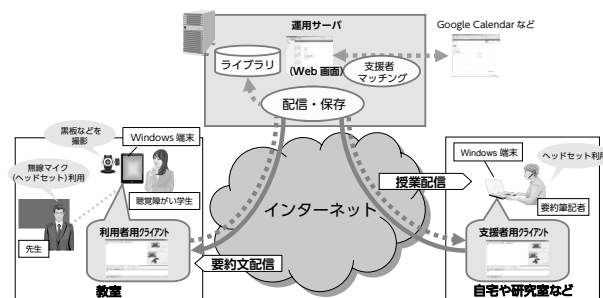 運用サーバ
Google Calendar など
ライブラリ
(Web 画面)
支援者
マッチング
配信・保存
黒板などを
撮影
Windows 端末
無線マイク
(ヘッドセット)利用
聴覚障がい学生
先生
利用者用クライアント
教室
インターネット
授業配信
要約文配信
Windows 端末
ヘッドセット利用
要約筆記者
支援者用クライアント
自宅や研究室など